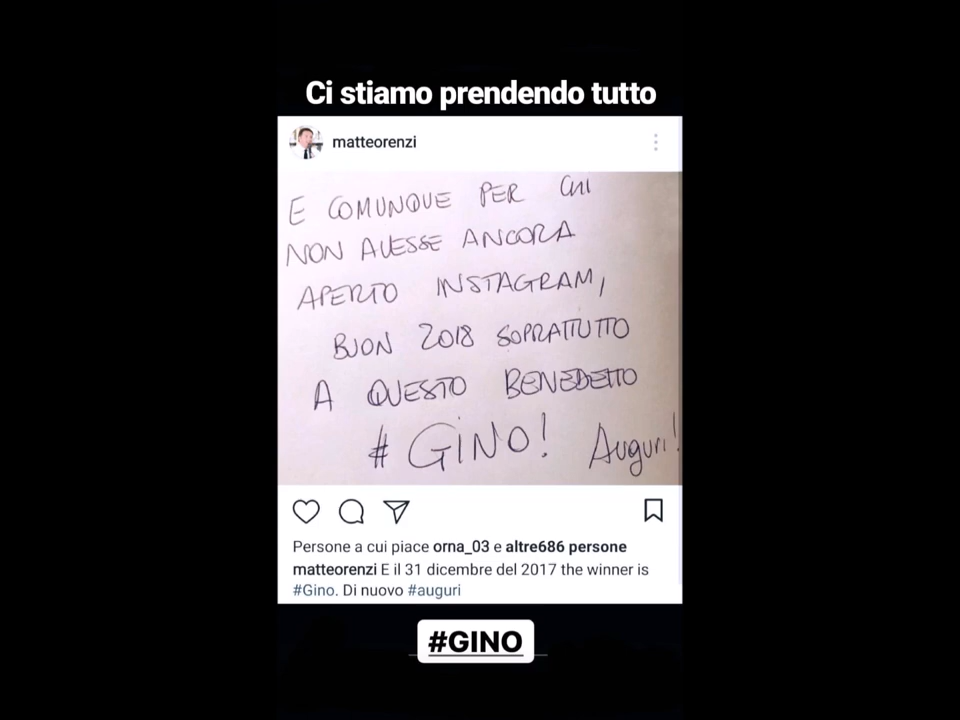 Ci stiamo prendendo tutto
matteorenzi
E COMUNQUE PER CHI
NON AVESSE ANCORA
APERTO INSTAGRAM,
BUON 2018 SOPRATTUTTO
A QUESTO BENEDETTO
#GINO! Auguri!
Persone a cui piace orna_03 e altre686 persone
matteorenzi E il 31 dicembre del 2017 the winner is
#Gino. Di nuovo #auguri
#GINO